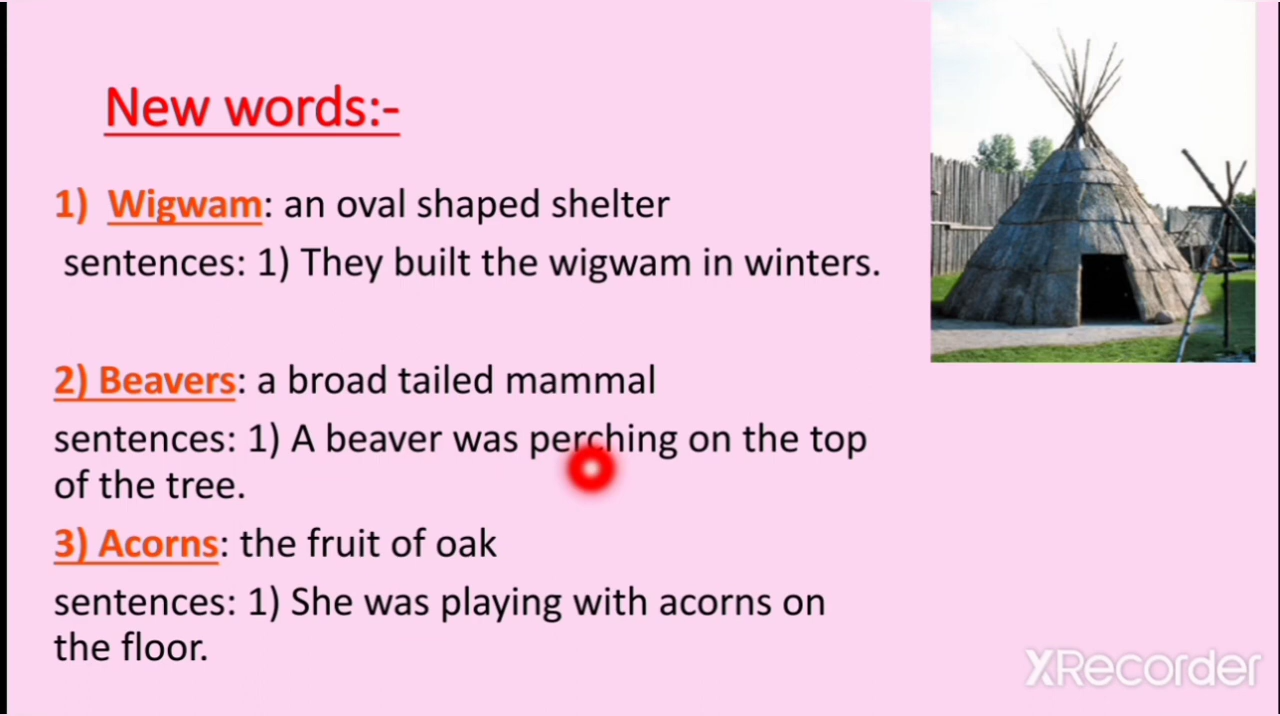 New words:-
1) Wigwam: an oval shaped shelter
sentences: 1) They built the wigwam in winters.
2) Beavers: a broad tailed mammal
sentences: 1) A beaver was perching on the top
of the tree.
3) Acorns: the fruit of oak
sentences: 1) She was playing with acorns on
the floor.
XRecorder